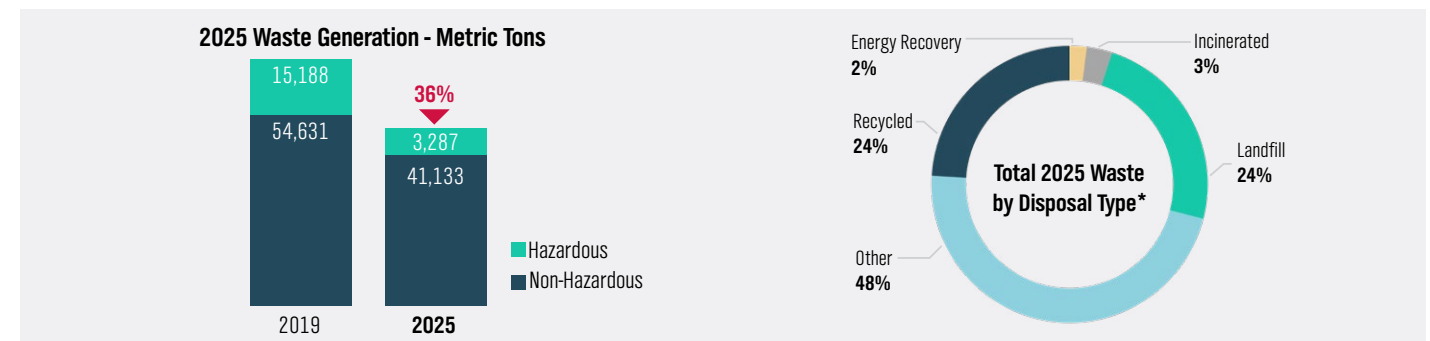 2025 Waste Generation - Metric Tons
15,188
54,631
36%
3,287
41,133
Hazardous
Non-Hazardous
2019
2025
Energy Recovery
2%
Incinerated
3%
Recycled
24%
Landfill
24%
Total 2025 Waste
by Disposal Type*
Other
48%